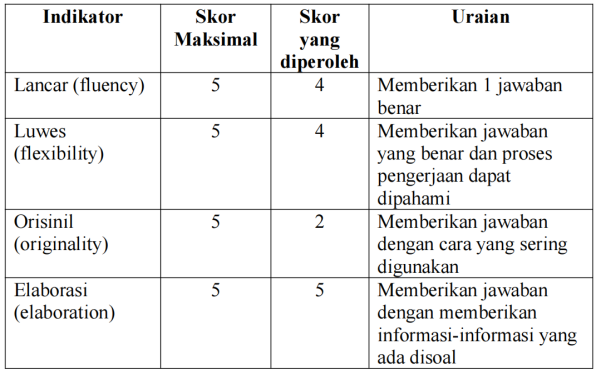 Indikator Skor Maksimal Skor yang diperoleh Uraian
Lancar (fluency) 5 4 Memberikan 1 jawaban
benar
Luwes 5 4 Memberikan jawaban
(flexibility) yang benar dan proses
pengerjaan dapat
dipahami
Orisinil 5 2 Memberikan jawaban
(originality) dengan cara yang sering
digunakan
Elaborasi 5 5 Memberikan jawaban
(elaboration) dengan memberikan
informasi-informasi yang
ada disoal